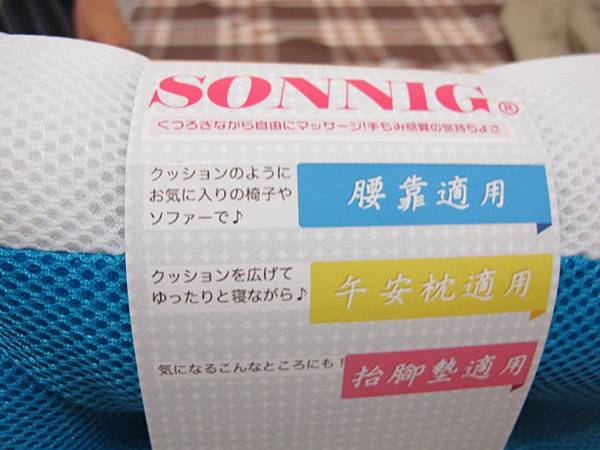 SONNIG®
くつろぎながら自由にマッサージ!手もみ感覚の気持ちよさ
クッションのように
お気に入りの椅子や
ソファーで♪
腰靠適用
クッションを広げて
ゆったりと寝ながら♪
午安枕適用
気になるこんなところにも!
抬腳墊適用